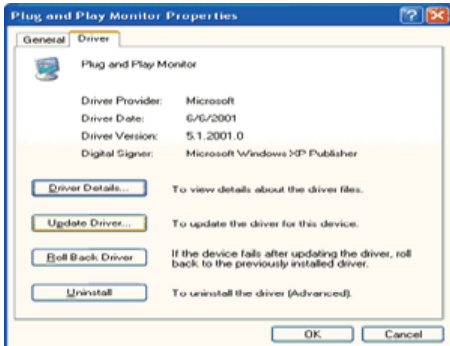 Plug and Play Monitor Properties
General Driver
Plug and Play Monitor
Driver Provider: Microsoft
Driver Date: 6/6/2001
Driver Version: 5.1.2001.0
Digital Signer: Microsoft Windows XP Publisher
Driver Details... To view details about the driver files.
Update Driver... To update the driver for this device.
Roll Back Driver If the device fails after updating the driver, roll
back to the previously installed driver.
Uninstall To uninstall the driver (Advanced).
OK Cancel